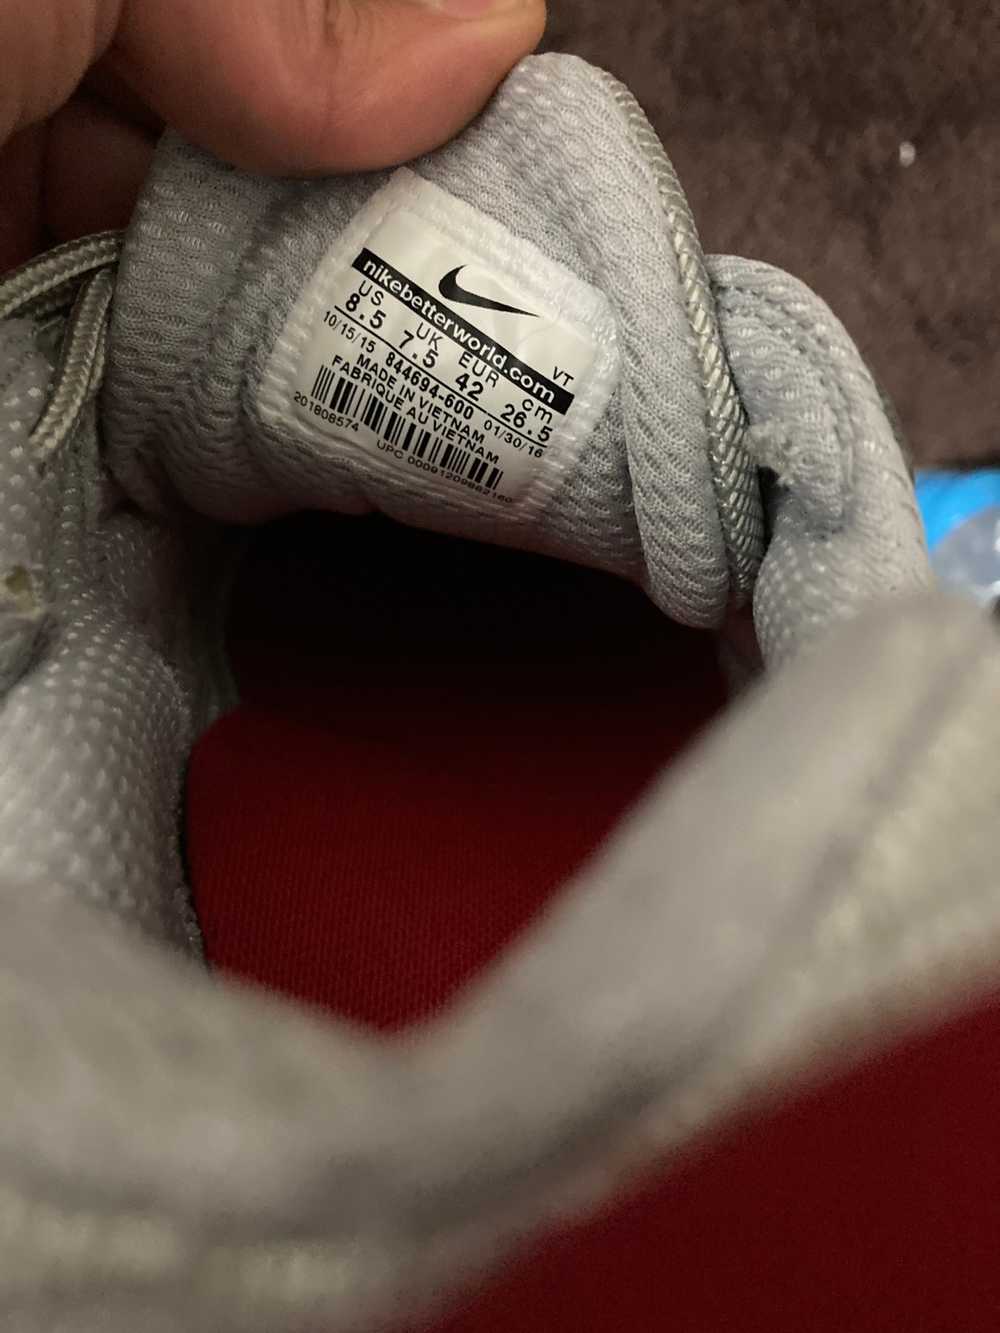 nikebetterworld.com
VT
US UK EUR cm
8.5 7.5 42 26.5
10/15/15 844694-600 01/30/16
MADE IN VIETNAM
FABRIQUE AU VIETNAM
201808574
UPC